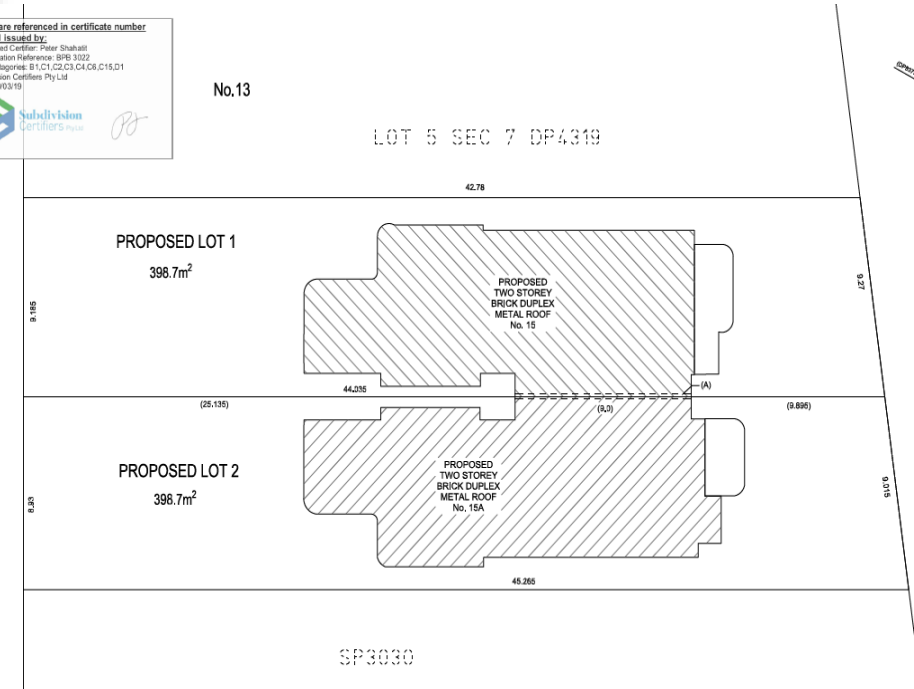 are referenced in certificate number
issued by:
ed Certifier: Peter Shahatit
ation Reference: BPB 3022
tegories: B1,C1,C2,C3,C4,C6,C15,D1
ion Certifiers Pty Ltd
/03/19
Subdivision
Certifiers Pty Ltd
No.13
LOT 5 SEC 7 DP4319
42.78
PROPOSED LOT 1
398.7m²
9.185
PROPOSED
TWO STOREY
BRICK DUPLEX
METAL ROOF
No. 15
9.27
44.035
(A)
(25.135)
(9.0)
(9.895)
PROPOSED LOT 2
398.7m²
8.93
PROPOSED
TWO STOREY
BRICK DUPLEX
METAL ROOF
No. 15A
9.015
45.265
SP3030